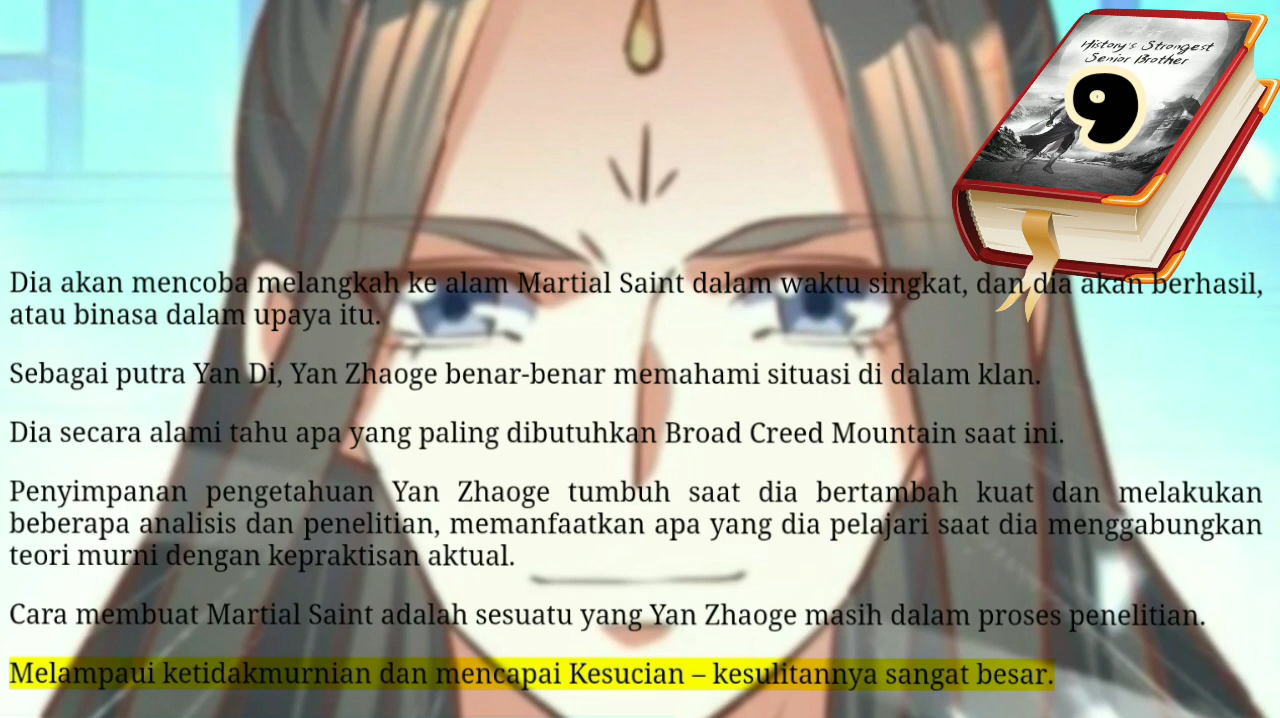 History's Strongest
Senior Brother
9
Dia akan mencoba melangkah ke alam Martial Saint dalam waktu singkat, dan dia akan berhasil,
atau binasa dalam upaya itu.
Sebagai putra Yan Di, Yan Zhaoge benar-benar memahami situasi di dalam klan.
Dia secara alami tahu apa yang paling dibutuhkan Broad Creed Mountain saat ini.
Penyimpanan pengetahuan Yan Zhaoge tumbuh saat dia bertambah kuat dan melakukan
beberapa analisis dan penelitian, memanfaatkan apa yang dia pelajari saat dia menggabungkan
teori murni dengan kepraktisan aktual.
Cara membuat Martial Saint adalah sesuatu yang Yan Zhaoge masih dalam proses penelitian.
Melampaui ketidakmurnian dan mencapai Kesucian – kesulitannya sangat besar.